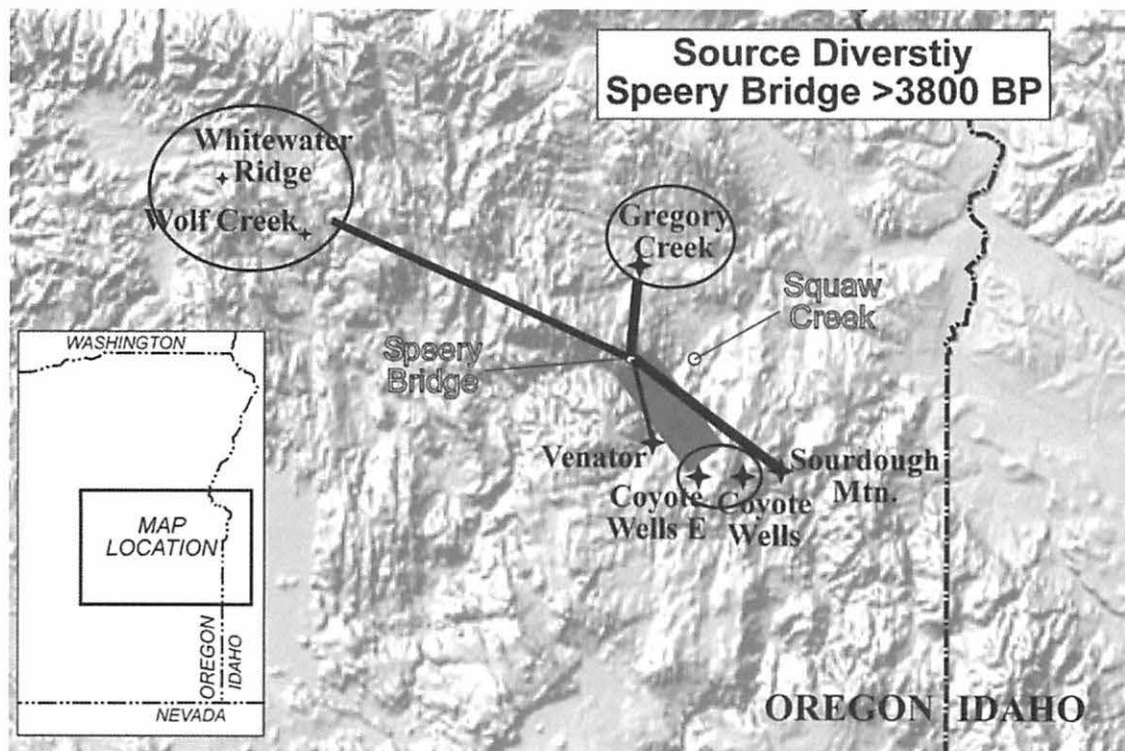 Source Diverstiy
Speery Bridge >3800 BP
Whitewater
Ridge
Wolf Creek
Gregory
Creek
Squaw
Creek
Speery
Bridge
Venator
Sourdough
Mtn.
Coyote
Wells E
Coyote
Wells
WASHINGTON
MAP
LOCATION
OREGON
IDAHO
NEVADA
OREGON IDAHO